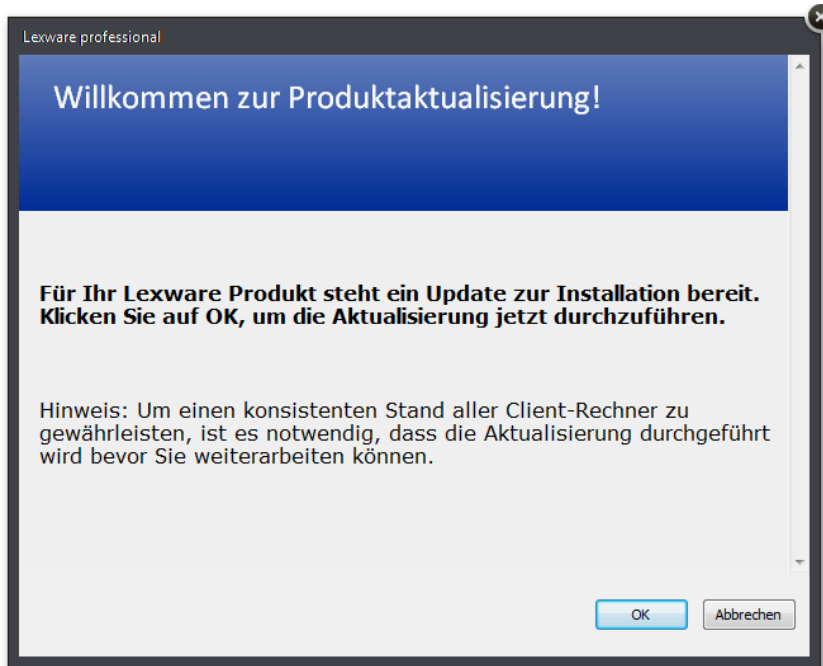 Lexware professional
Willkommen zur Produktaktualisierung!
Für Ihr Lexware Produkt steht ein Update zur Installation bereit.
Klicken Sie auf OK, um die Aktualisierung jetzt durchzuführen.
Hinweis: Um einen konsistenten Stand aller Client-Rechner zu
gewährleisten, ist es notwendig, dass die Aktualisierung durchgeführt
wird bevor Sie weiterarbeiten können.
OK Abbrechen